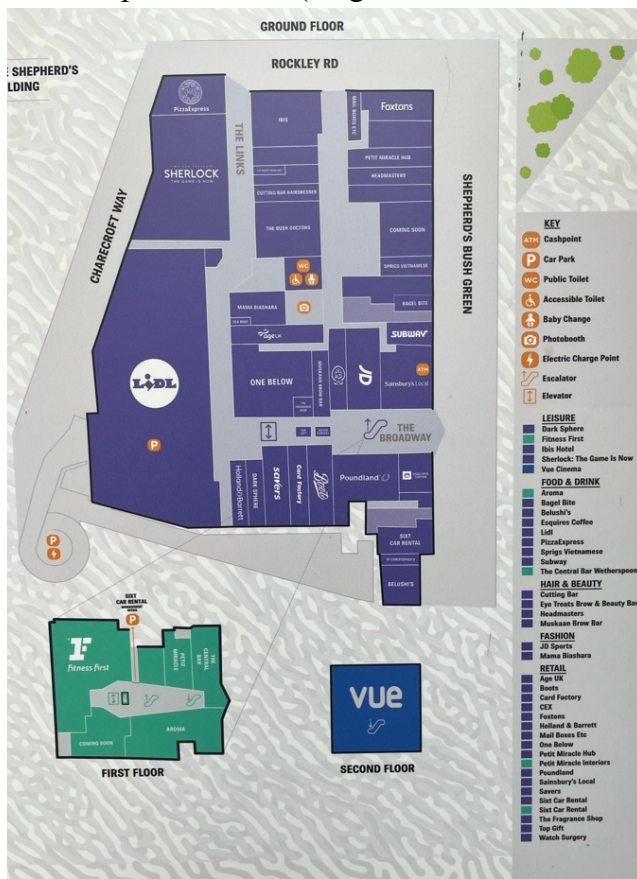 GROUND FLOOR
ROCKLEY RD
SHEPHERD'S
LDING
PizzaExpress
SHERLOCK
THE GAME IS NOW
THE LINKS
CHARECROFT WAY
SHEPHERD'S BUSH GREEN
IBIS
MAIL BOXES ETC
Foxtons
PETIT MIRACLE HUB
HEADMASTERS
CUTTING BAR HAIRDRESSER
THE BUSH DOCTORS
COMING SOON
SPRIGS VIETNAMESE
WC
MAMA BIASHARA
BAGEL BITE
age UK
SUBWAY
LIDL
ONE BELOW
MUSKAAN BROW BAR
JD
ATM
Sainsbury's Local
P
THE BROADWAY
Holland&Barrett
DARK SPHERE
savers
Card Factory
Boots
Poundland
SIXT
CAR RENTAL
ST CHRISTOPHER'S
BELUSHI'S
P
SIXT
CAR RENTAL
P
fitness first
PETIT
MIRACLE
THE
CENTRAL
BAR
COMING SOON
AROMA
FIRST FLOOR
vue
SECOND FLOOR
KEY
ATM Cashpoint
P Car Park
WC Public Toilet
Accessible Toilet
Baby Change
Photobooth
Electric Charge Point
Escalator
Elevator
LEISURE
Dark Sphere
Fitness First
Ibis Hotel
Sherlock: The Game Is Now
Vue Cinema
FOOD & DRINK
Aroma
Bagel Bite
Belushi's
Esquires Coffee
Lidl
PizzaExpress
Sprigs Vietnamese
Subway
The Central Bar Wetherspoon
HAIR & BEAUTY
Cutting Bar
Eye Treats Brow & Beauty Bar
Headmasters
Muskaan Brow Bar
FASHION
JD Sports
Mama Biashara
RETAIL
Age UK
Boots
Card Factory
CEX
Foxtons
Holland & Barrett
Mail Boxes Etc
One Below
Petit Miracle Hub
Petit Miracle Interiors
Poundland
Sainsbury's Local
Savers
Sixt Car Rental
Sixt Car Rental
The Fragrance Shop
Top Gift
Watch Surgery